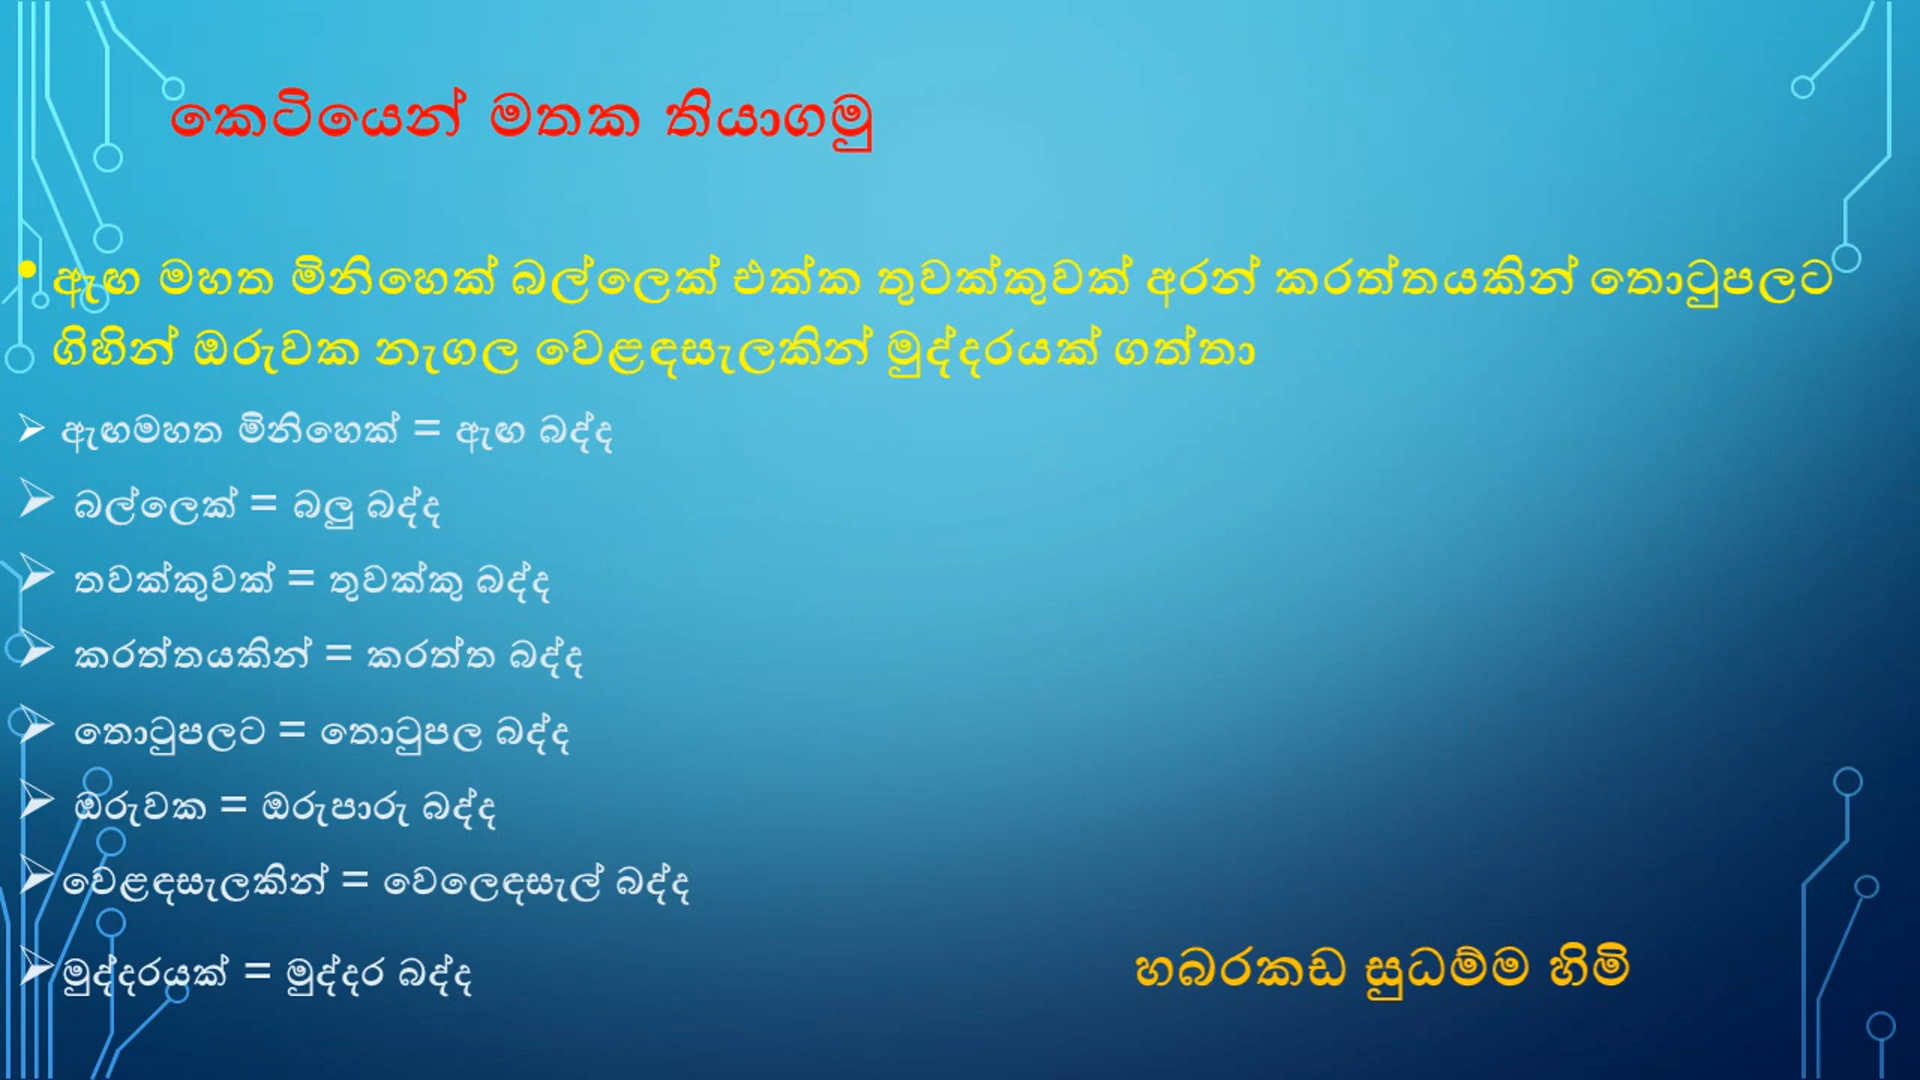 කෙටියෙන් මතක තියාගමු
• ඇඟ මහත මිනිහෙක් බල්ලෙක් එක්ක තුවක්කුවක් අරන් කරත්තයකින් තොටුපලට
ගිහින් ඔරුවක නැගල වෙළඳසැලකින් මුද්දරයක් ගත්තා
➢ ඇඟමහත මිනිහෙක් = ඇඟ බද්ද
➢ බල්ලෙක් = බලු බද්ද
➢ තවක්කුවක් = තුවක්කු බද්ද
➢ කරත්තයකින් = කරත්ත බද්ද
➢ තොටුපලට = තොටුපල බද්ද
➢ ඔරුවක = ඔරුපාරු බද්ද
➢ වෙළඳසැලකින් = වෙලෙඳසැල් බද්ද
➢ මුද්දරයක් = මුද්දර බද්ද
හබරකඩ සුධම්ම හිමි